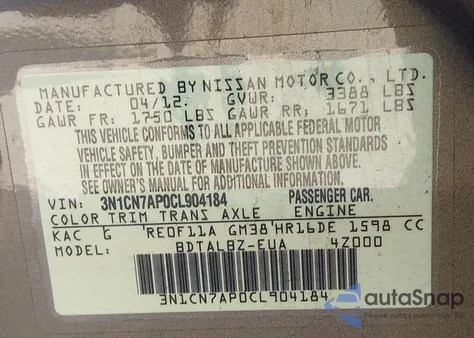 MANUFACTURED BY NISSAN MOTOR CO., LTD.
DATE: 04/12. GVWR: 3388 LBS
GAWR FR: 1750 LBS GAWR RR: 1671 LBS
THIS VEHICLE CONFORMS TO ALL APPLICABLE FEDERAL MOTOR
VEHICLE SAFETY, BUMPER AND THEFT PREVENTION STANDARDS
IN EFFECT ON THE DATE OF MANUFACTURE SHOWN ABOVE.
SEE OWNER'S MANUAL FOR ADDITIONAL INFORMATION.
VIN: 3N1CN7AP0CL904184 PASSENGER CAR.
COLOR TRIM TRANS AXLE ENGINE
KAC G RE0F11A GM38 HR16DE 1598 CC
MODEL: BDTALBZ-EUA 4Z000
3N1CN7AP0CL904184
autoSnap